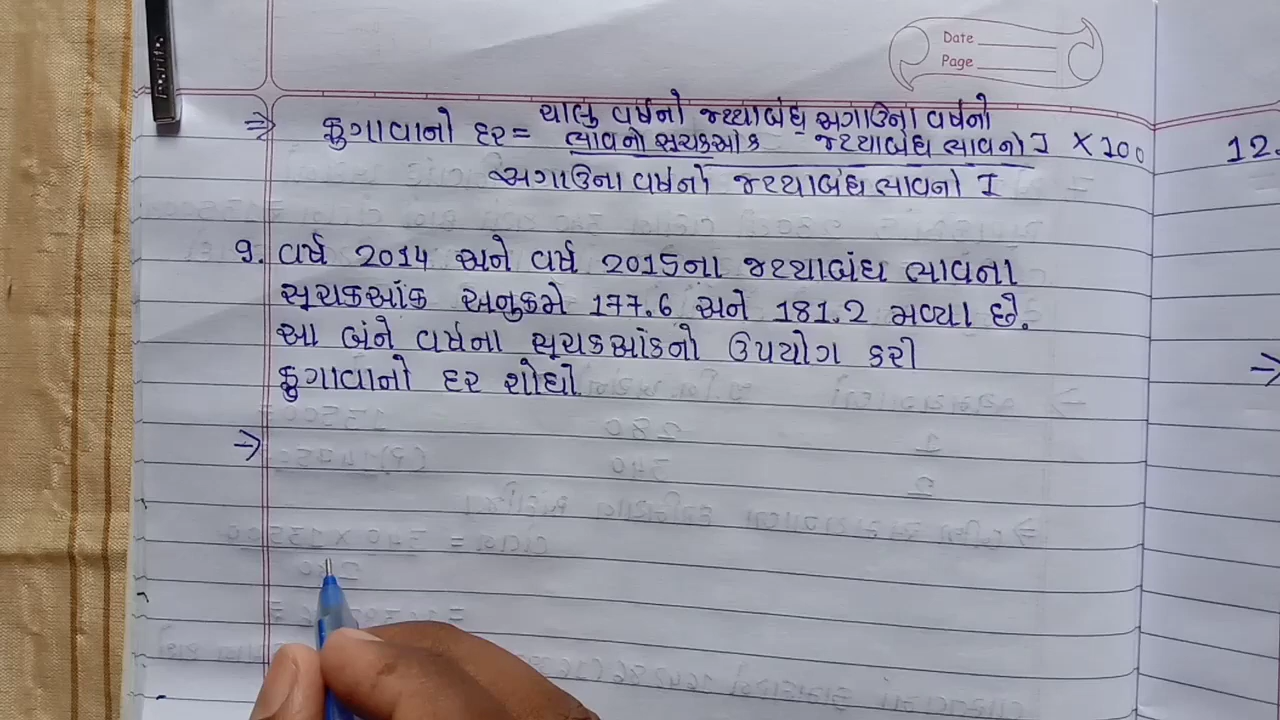 Date
Page
ચાલુ વર્ષનો જથ્થાબંધ અગાઉના વર્ષનો
⇒ ફુગાવાનો દર = ભાવનો સૂચકઆંક જથ્થાબંધ ભાવનો I × 100
અગાઉના વર્ષનો જથ્થાબંધ ભાવનો I
12.
9. વર્ષ 2014 અને વર્ષ 2015ના જથ્થાબંધ ભાવના
સૂચકઆંક અનુક્રમે 177.6 અને 181.2 મળ્યા છે.
આ બંને વર્ષના સૂચકઆંકનો ઉપયોગ કરી
ફુગાવાનો દર શોધો.
→